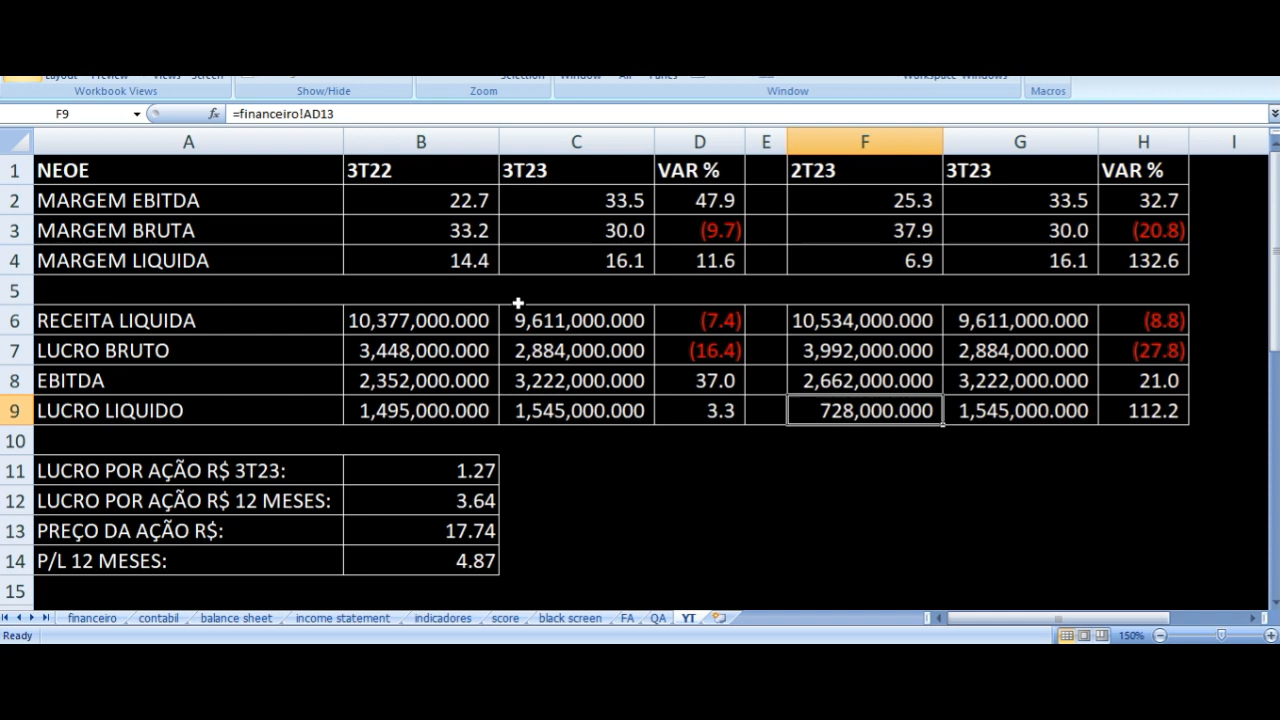 Workbook Views Show/Hide Zoom Window Macros
F9 fx =financeiro!AD13
A B C D E F G H I
1 NEOE 3T22 3T23 VAR % 2T23 3T23 VAR %
2 MARGEM EBITDA 22.7 33.5 47.9 25.3 33.5 32.7
3 MARGEM BRUTA 33.2 30.0 (9.7) 37.9 30.0 (20.8)
4 MARGEM LIQUIDA 14.4 16.1 11.6 6.9 16.1 132.6
5
6 RECEITA LIQUIDA 10,377,000.000 9,611,000.000 (7.4) 10,534,000.000 9,611,000.000 (8.8)
7 LUCRO BRUTO 3,448,000.000 2,884,000.000 (16.4) 3,992,000.000 2,884,000.000 (27.8)
8 EBITDA 2,352,000.000 3,222,000.000 37.0 2,662,000.000 3,222,000.000 21.0
9 LUCRO LIQUIDO 1,495,000.000 1,545,000.000 3.3 728,000.000 1,545,000.000 112.2
10
11 LUCRO POR AÇÃO R$ 3T23: 1.27
12 LUCRO POR AÇÃO R$ 12 MESES: 3.64
13 PREÇO DA AÇÃO R$: 17.74
14 P/L 12 MESES: 4.87
15
financeiro contabil balance sheet income statement indicadores score black screen FA QA YT
Ready 150%